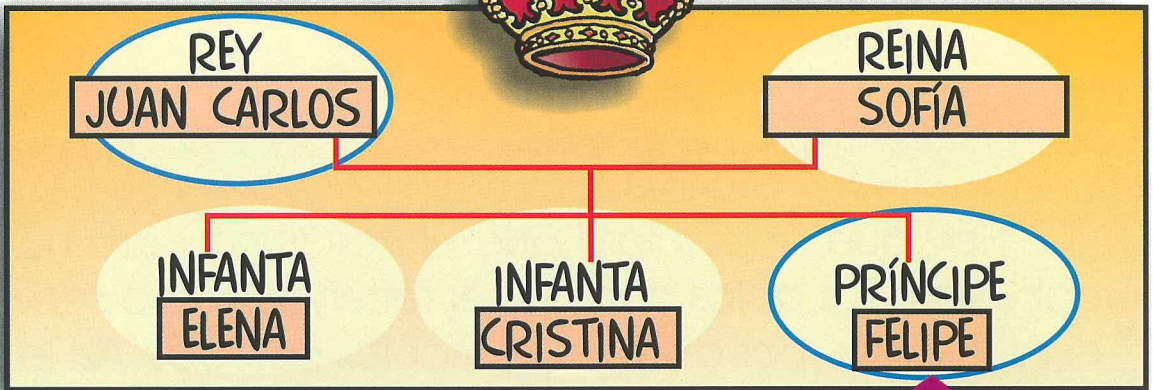 REY
JUAN CARLOS
REINA
SOFÍA
INFANTA
ELENA
INFANTA
CRISTINA
PRÍNCIPE
FELIPE